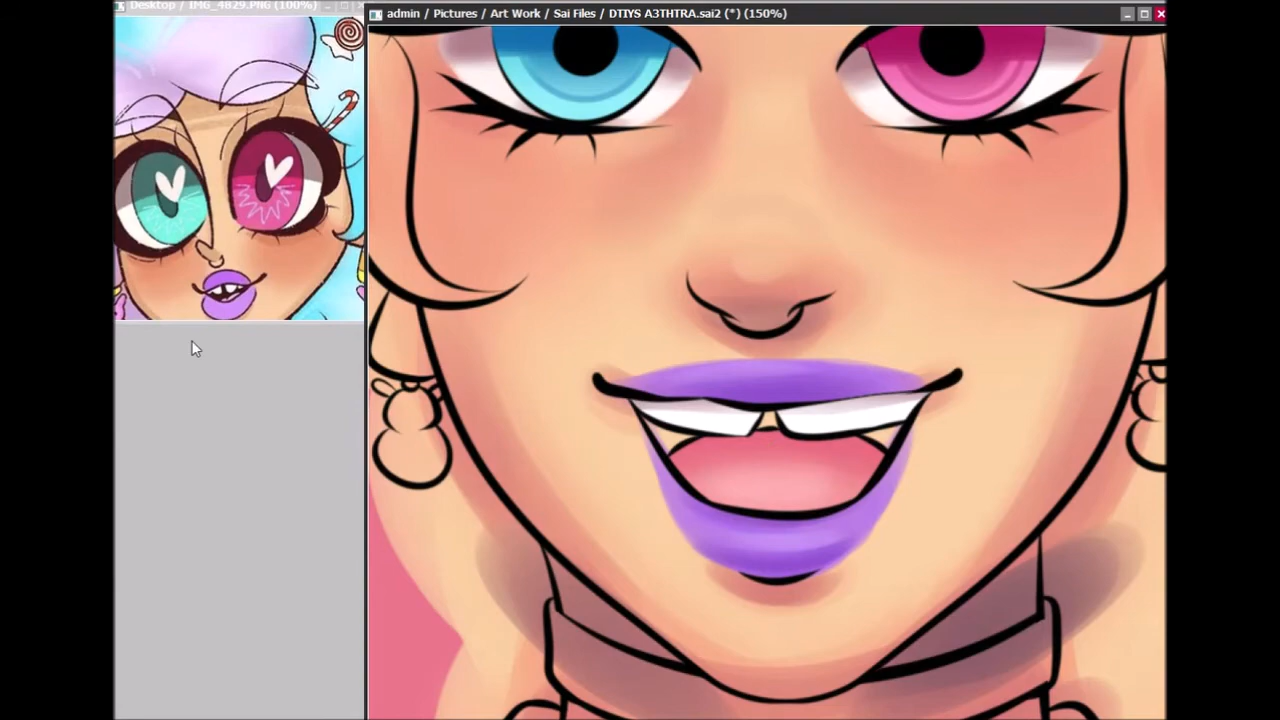 Desktop / IMG_4829.PNG (100%)
admin / Pictures / Art Work / Sai Files / DTIYS A3THTRA.sai2 (*) (150%)